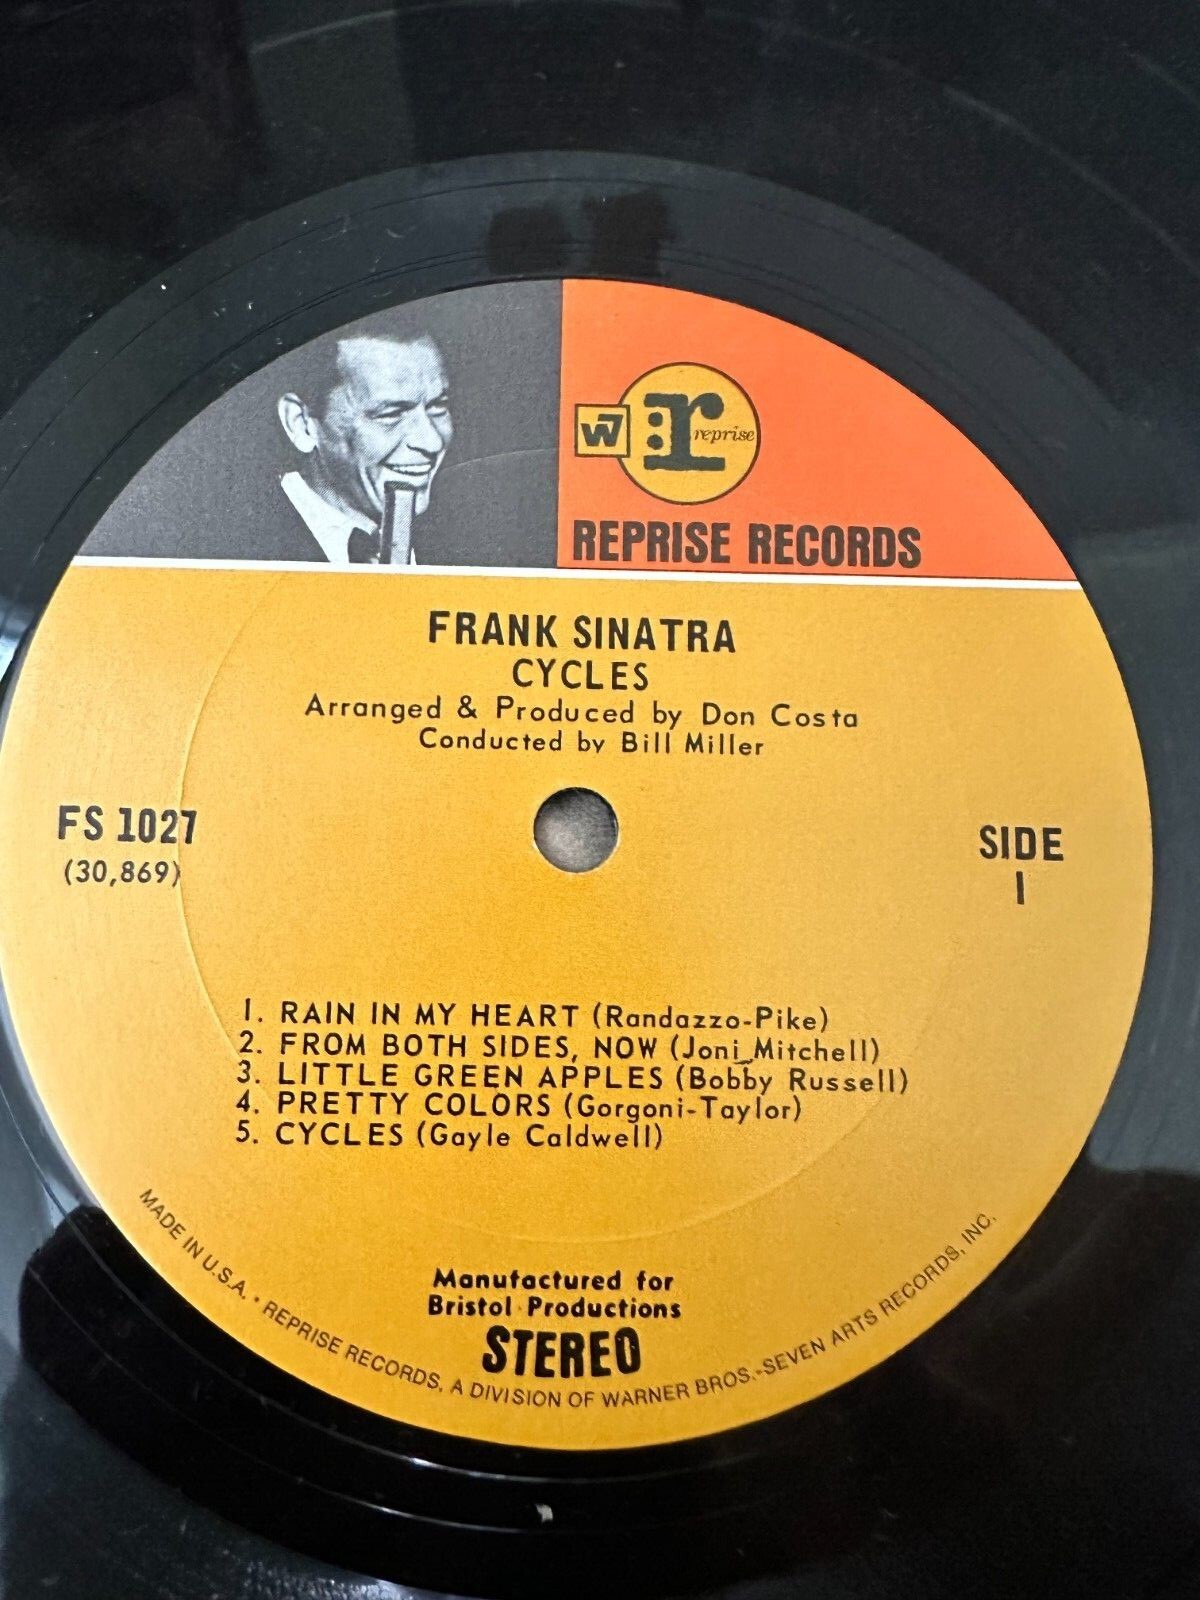 W7 r reprise
REPRISE RECORDS
FRANK SINATRA
CYCLES
Arranged & Produced by Don Costa
Conducted by Bill Miller
FS 1027
(30,869)
SIDE
1
1. RAIN IN MY HEART (Randazzo-Pike)
2. FROM BOTH SIDES, NOW (Joni Mitchell)
3. LITTLE GREEN APPLES (Bobby Russell)
4. PRETTY COLORS (Gorgoni-Taylor)
5. CYCLES (Gayle Caldwell)
Manufactured for
Bristol Productions
STEREO
MADE IN U.S.A. • REPRISE RECORDS, A DIVISION OF WARNER BROS.-SEVEN ARTS RECORDS, INC.